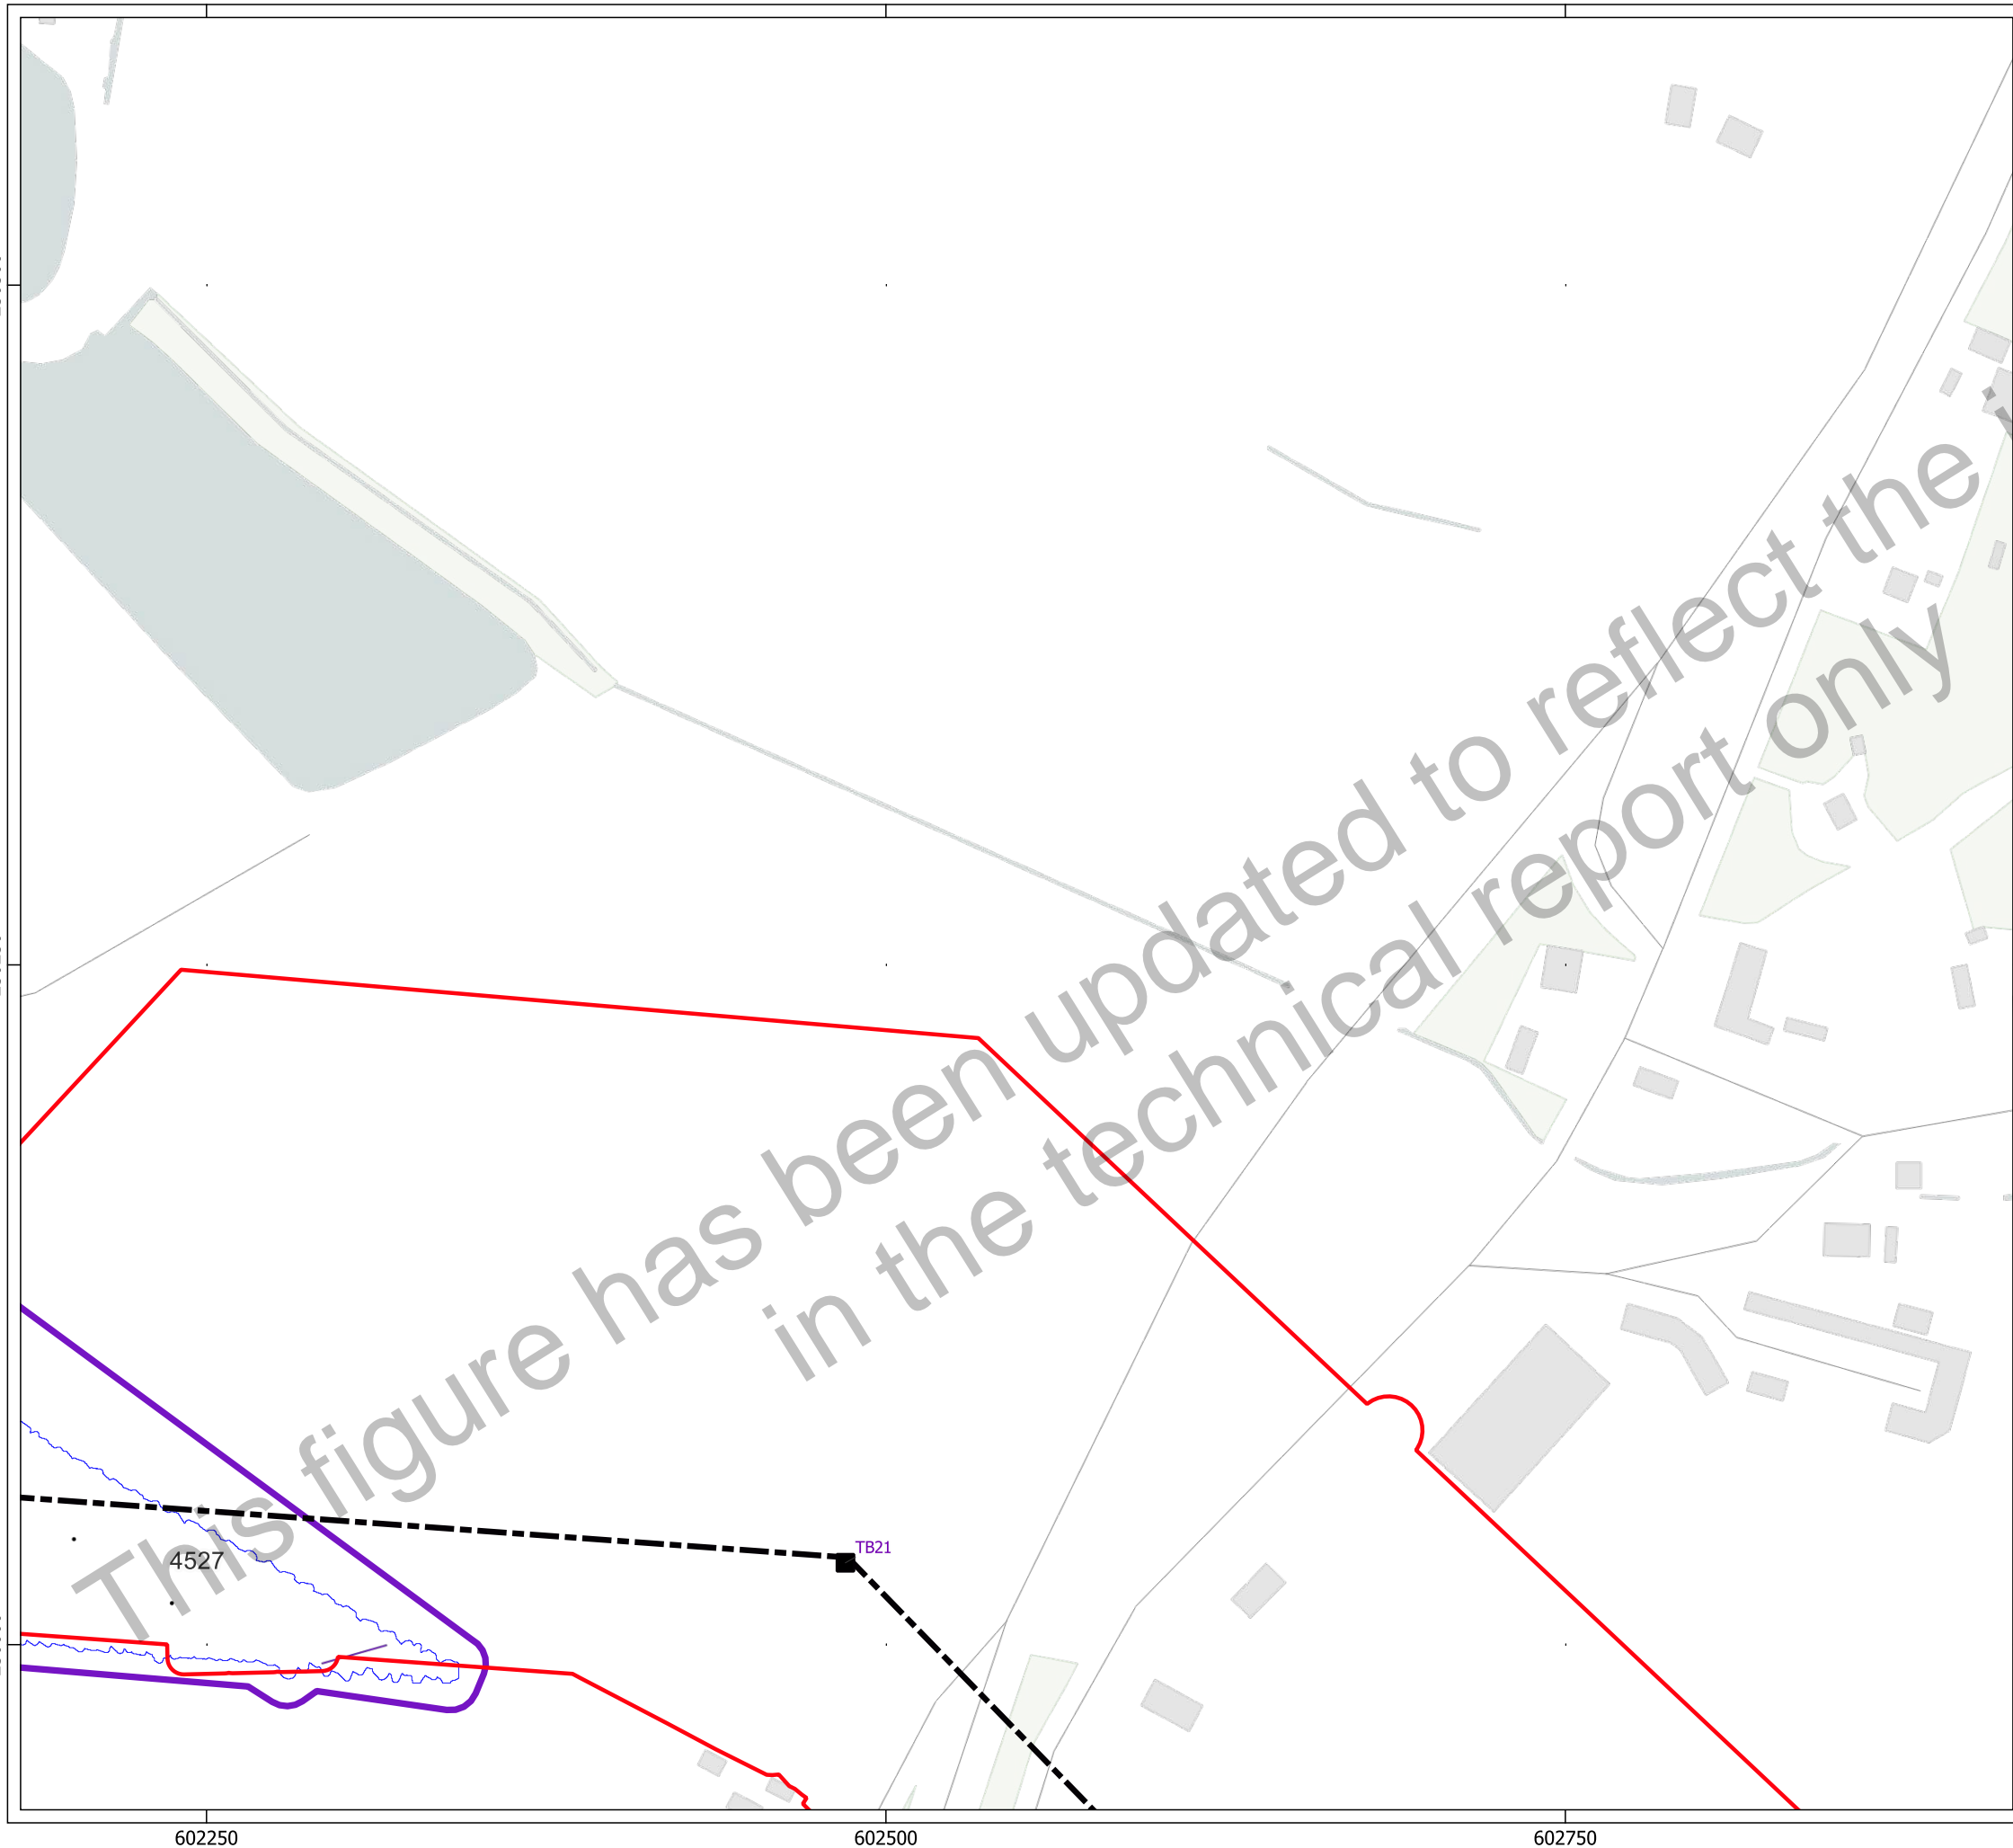 This figure has been updated to reflect the
in the technical report only
TB21
4527
602250
602500
602750